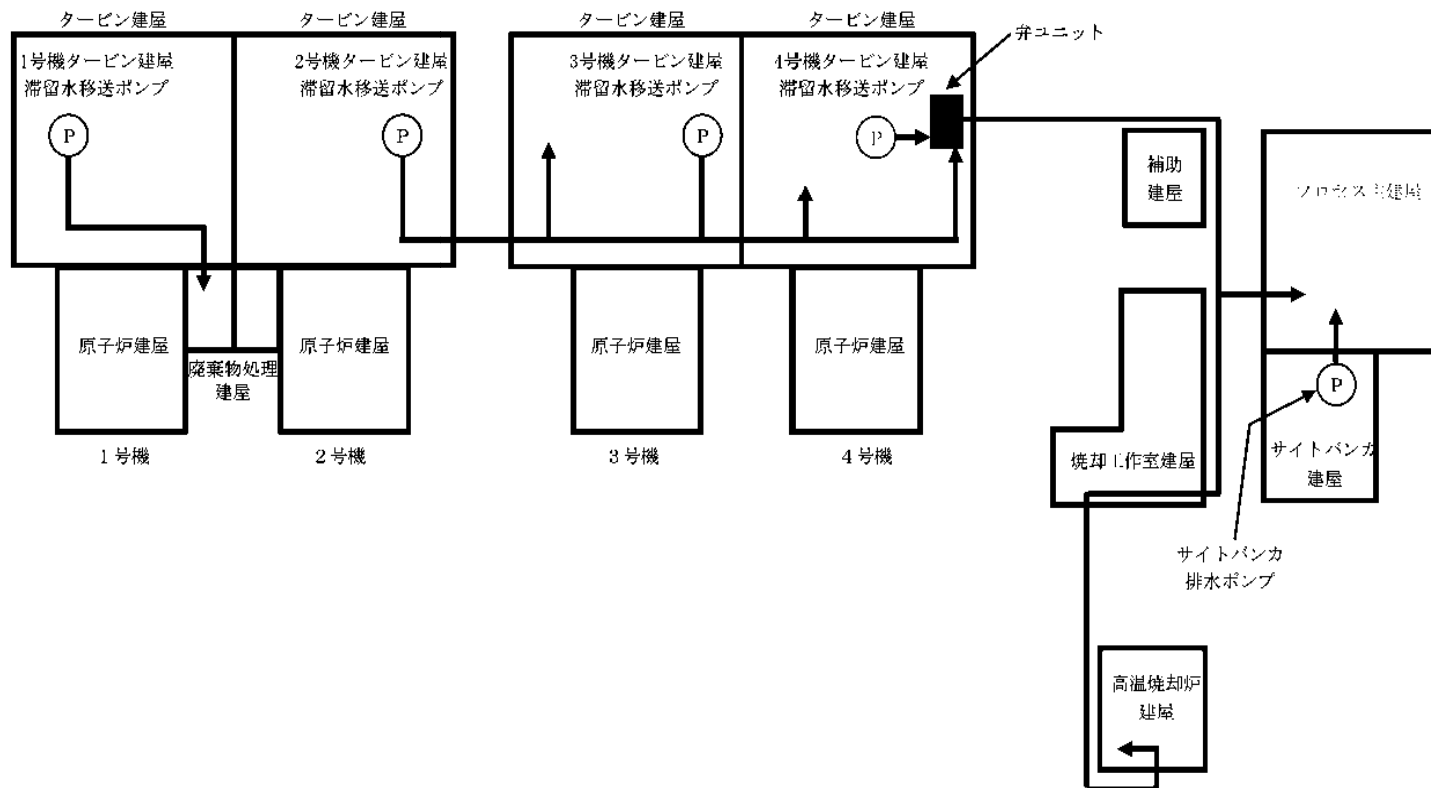 タービン建屋
タービン建屋
タービン建屋
タービン建屋
弁ユニット
1号機タービン建屋
滞留水移送ポンプ
2号機タービン建屋
滞留水移送ポンプ
3号機タービン建屋
滞留水移送ポンプ
4号機タービン建屋
滞留水移送ポンプ
P
P
P
P
補助
建屋
プロセス主建屋
原子炉建屋
廃棄物処理
建屋
原子炉建屋
原子炉建屋
原子炉建屋
P
1号機
2号機
3号機
4号機
焼却工作室建屋
サイトバンカ
建屋
サイトバンカ
排水ポンプ
高温焼却炉
建屋